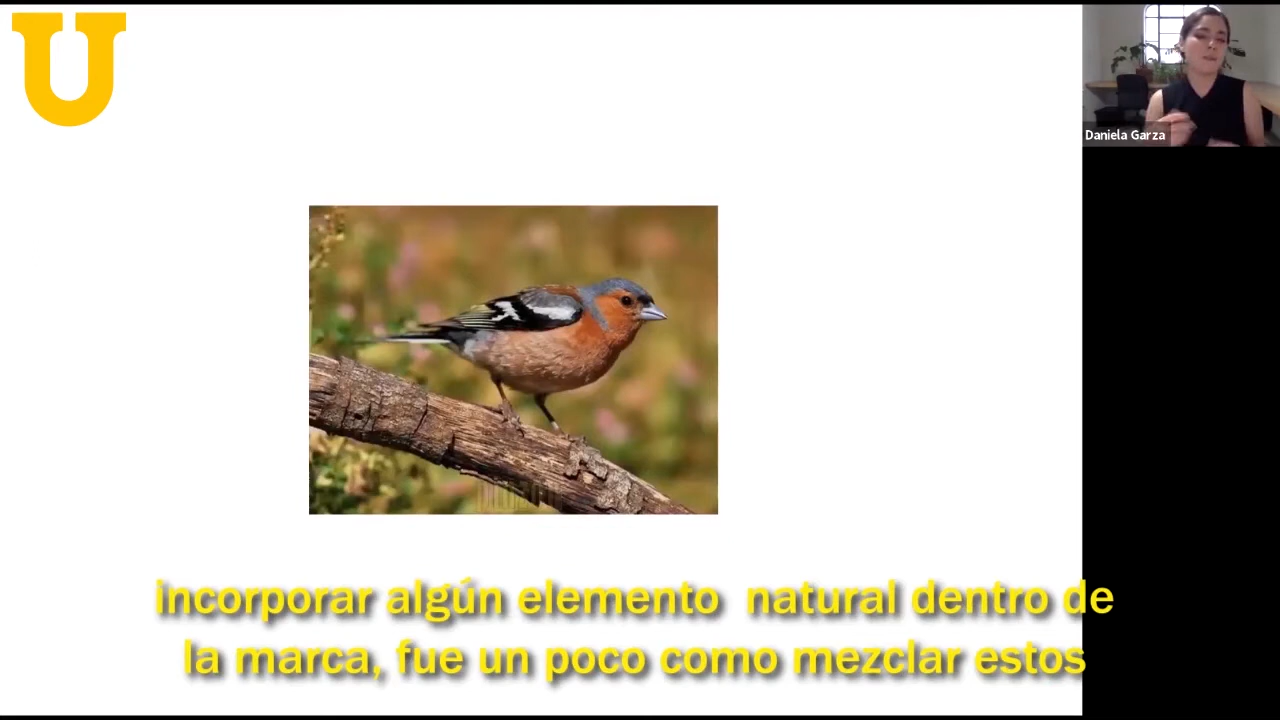 U
Daniela Garza
incorporar algún elemento natural dentro de
la marca, fue un poco como mezclar estos